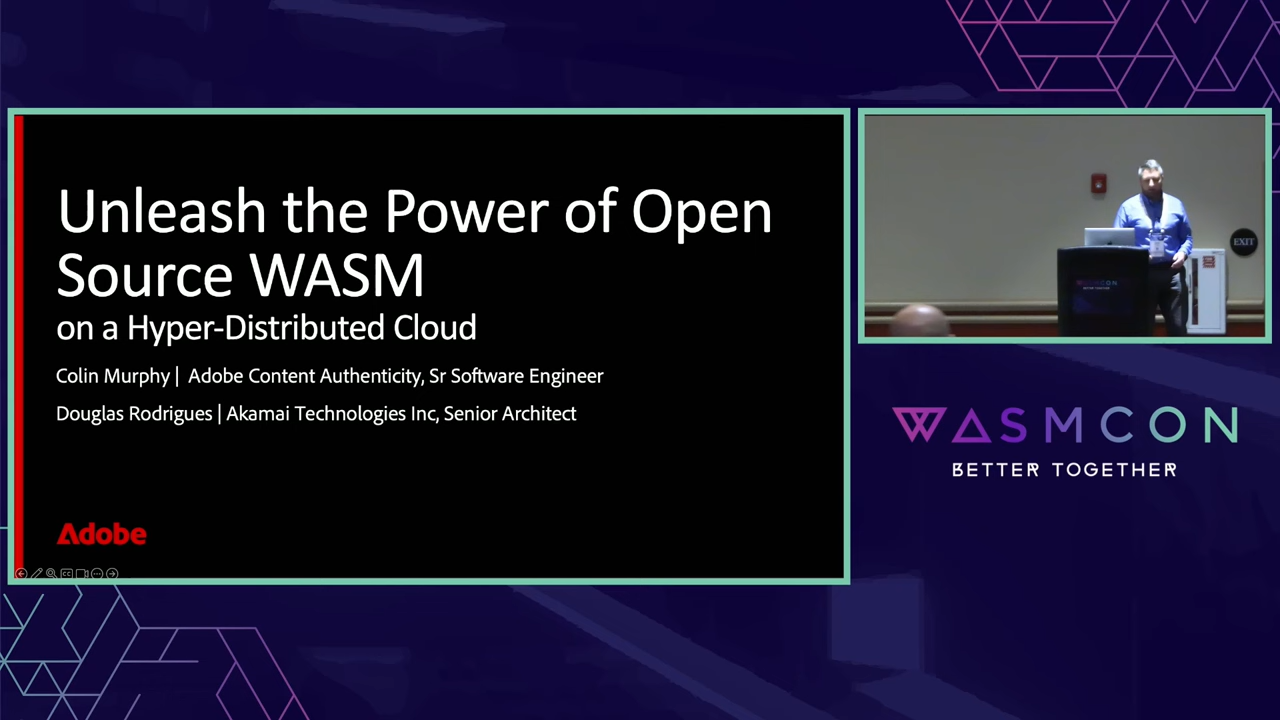 Unleash the Power of Open
Source WASM
on a Hyper-Distributed Cloud
Colin Murphy | Adobe Content Authenticity, Sr Software Engineer
Douglas Rodrigues | Akamai Technologies Inc, Senior Architect
Adobe
EXIT
WASMCON
BETTER TOGETHER